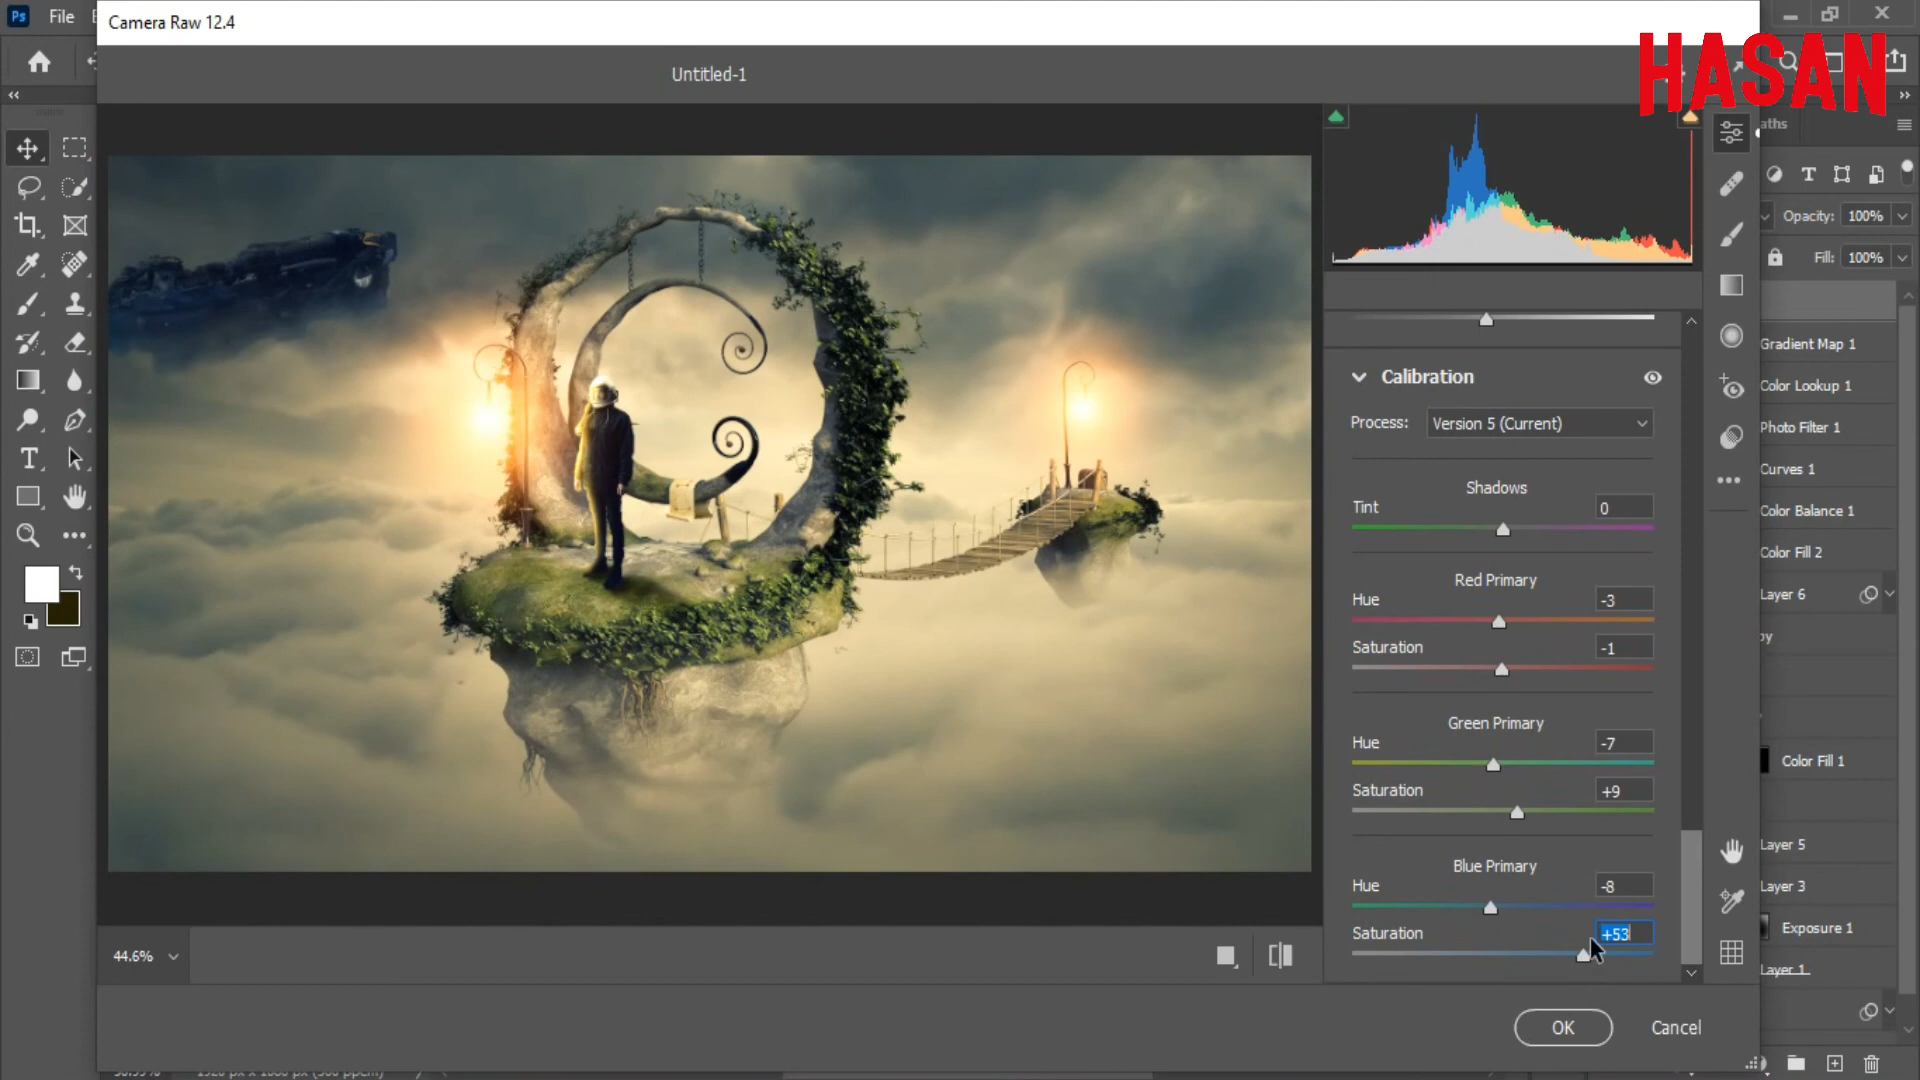 Ps File
Camera Raw 12.4
HASAN
Untitled-1
aths
Opacity: 100%
Fill: 100%
Calibration
Process: Version 5 (Current)
Shadows
Tint 0
Red Primary
Hue -3
Saturation -1
Green Primary
Hue -7
Saturation +9
Blue Primary
Hue -8
Saturation +53
Gradient Map 1
Color Lookup 1
Photo Filter 1
Curves 1
Color Balance 1
Color Fill 2
Layer 6
Color Fill 1
Layer 5
Layer 3
Exposure 1
Layer 1
44.6%
OK Cancel